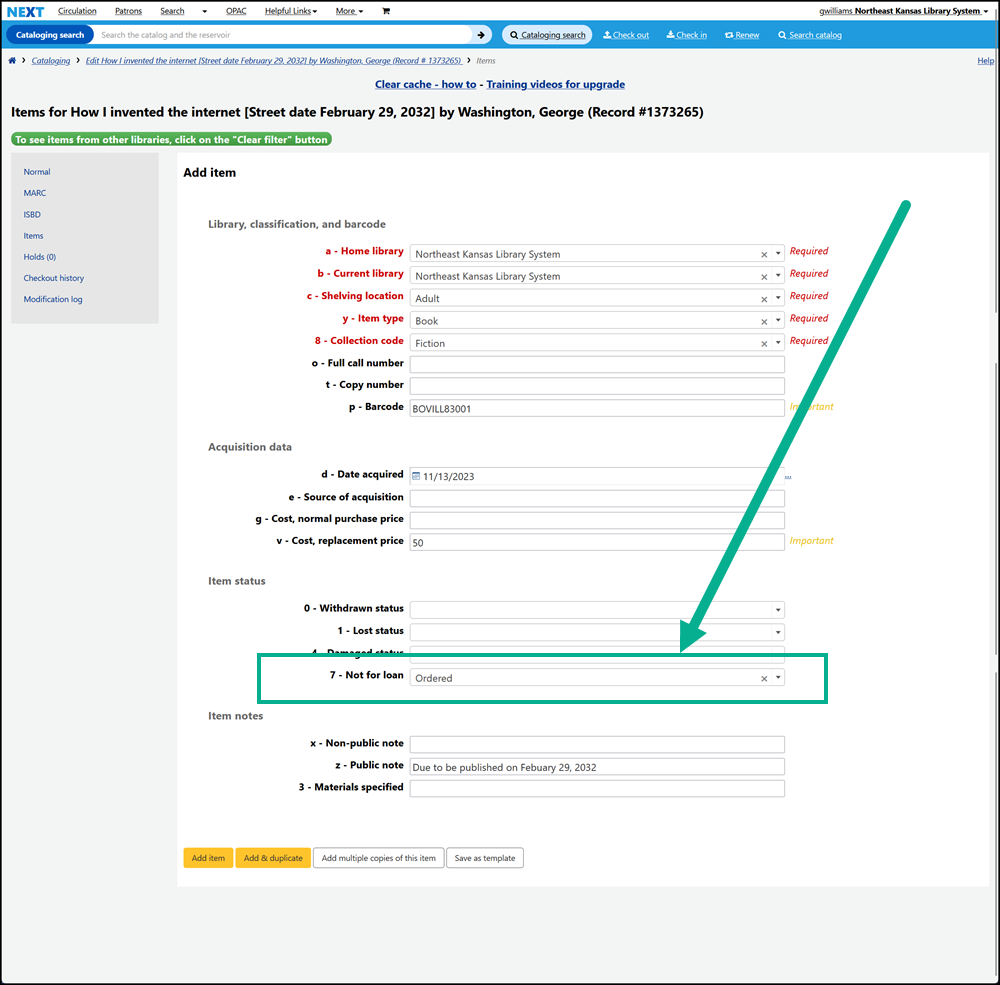 NEXT Circulation Patrons Search OPAC Helpful Links More gwilliams Northeast Kansas Library System
Cataloging search Search the catalog and the reservoir Cataloging search Check out Check in Renew Search catalog
Cataloging Edit How I invented the internet [Street date February 29, 2032] by Washington, George (Record # 1373265) Items Help
Clear cache - how to - Training videos for upgrade
Items for How I invented the internet [Street date February 29, 2032] by Washington, George (Record #1373265)
To see items from other libraries, click on the "Clear filter" button
Normal
MARC
ISBD
Items
Holds (0)
Checkout history
Modification log
Add item
Library, classification, and barcode
a - Home library Northeast Kansas Library System × Required
b - Current library Northeast Kansas Library System × Required
c - Shelving location Adult × Required
y - Item type Book × Required
8 - Collection code Fiction × Required
o - Full call number
t - Copy number
p - Barcode BOVILL83001 Important
Acquisition data
d - Date acquired 11/13/2023 ...
e - Source of acquisition
g - Cost, normal purchase price
v - Cost, replacement price 50 Important
Item status
0 - Withdrawn status
1 - Lost status
4 - Damaged status
7 - Not for loan Ordered ×
Item notes
x - Non-public note
z - Public note Due to be published on Febuary 29, 2032
3 - Materials specified
Add item Add & duplicate Add multiple copies of this item Save as template